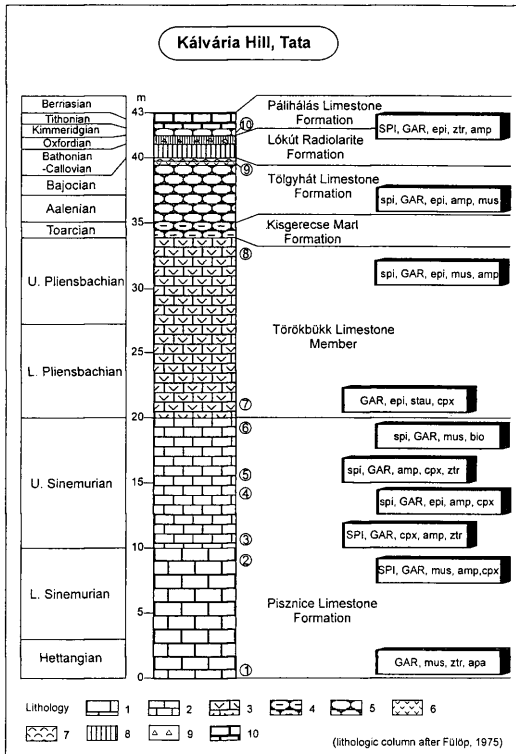 Kálvária Hill, Tata
m
Bernasian
43
Pálihálás Limestone
Formation
Tithonian
10
SPI, GAR, epi, ztr, amp
Kimmeridgian
Oxfordian
Lókút Radiolarite
Formation
Bathonian
-Callovian
40
9
Bajocian
Tölgyhát Limestone
Formation
spi, GAR, epi, amp, mus
Aalenian
35
Toarcian
Kisgerecse Marl
Formation
8
U. Pliensbachian
spi, GAR, epi, mus, amp
30
Törökbükk Limestone
Member
25
L. Pliensbachian
7
GAR, epi, stau, cpx
20
6
spi, GAR, mus, bio
U. Sinemurian
15
5
spi, GAR, amp, cpx, ztr
4
spi, GAR, epi, amp, cpx
3
SPI, GAR, cpx, amp, ztr
10
2
SPI, GAR, mus, amp,cpx
L. Sinemurian
5
Pisznice Limestone
Formation
Hettangian
GAR, mus, ztr, apa
0
1
Lithology 1 2 3 4 5 6
7 8 9 10
(lithologic column after Fülöp, 1975)